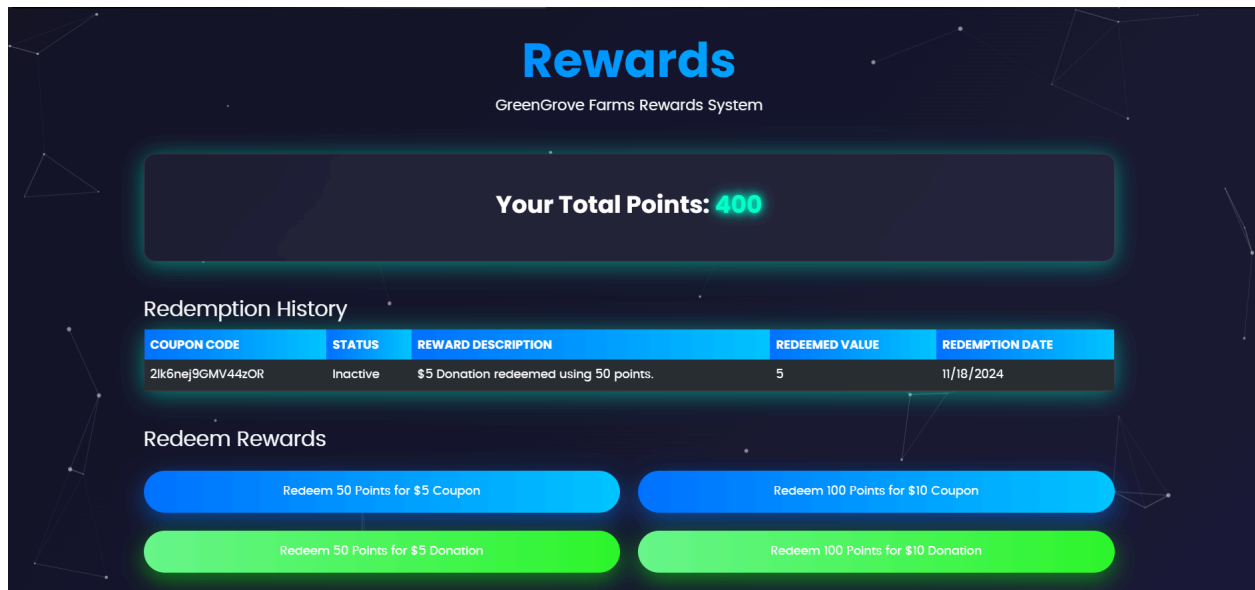 Rewards
GreenGrove Farms Rewards System
Your Total Points: 400
Redemption History
COUPON CODE STATUS REWARD DESCRIPTION REDEEMED VALUE REDEMPTION DATE
2lk6nej9GMV44zOR Inactive $5 Donation redeemed using 50 points. 5 11/18/2024
Redeem Rewards
Redeem 50 Points for $5 Coupon Redeem 100 Points for $10 Coupon
Redeem 50 Points for $5 Donation Redeem 100 Points for $10 Donation